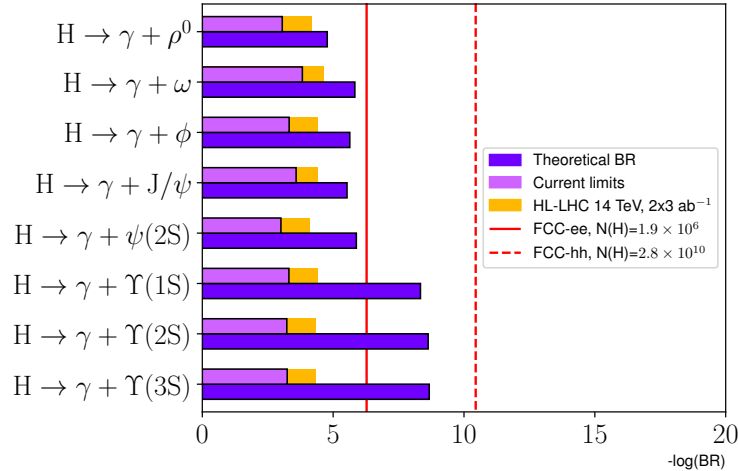 H → γ + ρ⁰
H → γ + ω
H → γ + ϕ
H → γ + J/ψ
H → γ + ψ(2S)
H → γ + Υ(1S)
H → γ + Υ(2S)
H → γ + Υ(3S)
Theoretical BR
Current limits
HL-LHC 14 TeV, 2x3 ab⁻¹
FCC-ee, N(H)=1.9 × 10⁶
FCC-hh, N(H)=2.8 × 10¹⁰
0 5 10 15 20
-log(BR)